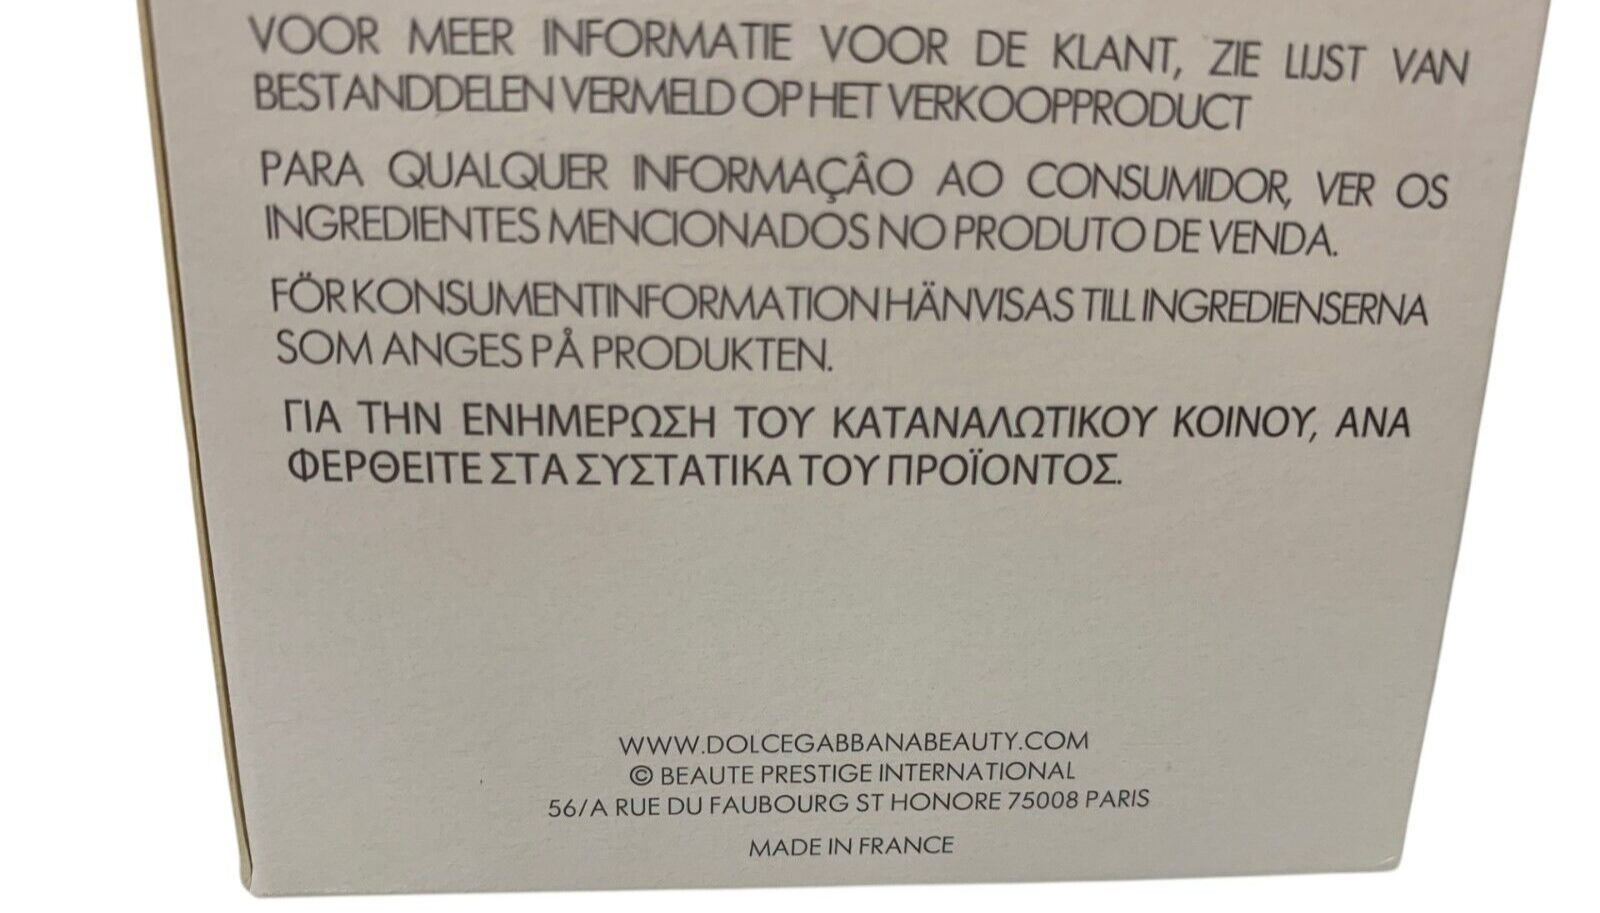 VOOR MEER INFORMATIE VOOR DE KLANT, ZIE LIJST VAN
BESTANDDELEN VERMELD OP HET VERKOOPPRODUCT
PARA QUALQUER INFORMAÇÂO AO CONSUMIDOR, VER OS
INGREDIENTES MENCIONADOS NO PRODUTO DE VENDA.
FÖR KONSUMENTINFORMATION HÄNVISAS TILL INGREDIENSERNA
SOM ANGES PÅ PRODUKTEN.
ΓΙΑ ΤΗΝ ΕΝΗΜΕΡΩΣΗ ΤΟΥ ΚΑΤΑΝΑΛΩΤΙΚΟΥ ΚΟΙΝΟΥ, ΑΝΑ
ΦΕΡΘΕΙΤΕ ΣΤΑ ΣΥΣΤΑΤΙΚΑ ΤΟΥ ΠΡΟΪΟΝΤΟΣ.
WWW.DOLCEGABBANABEAUTY.COM
© BEAUTE PRESTIGE INTERNATIONAL
56/A RUE DU FAUBOURG ST HONORE 75008 PARIS
MADE IN FRANCE